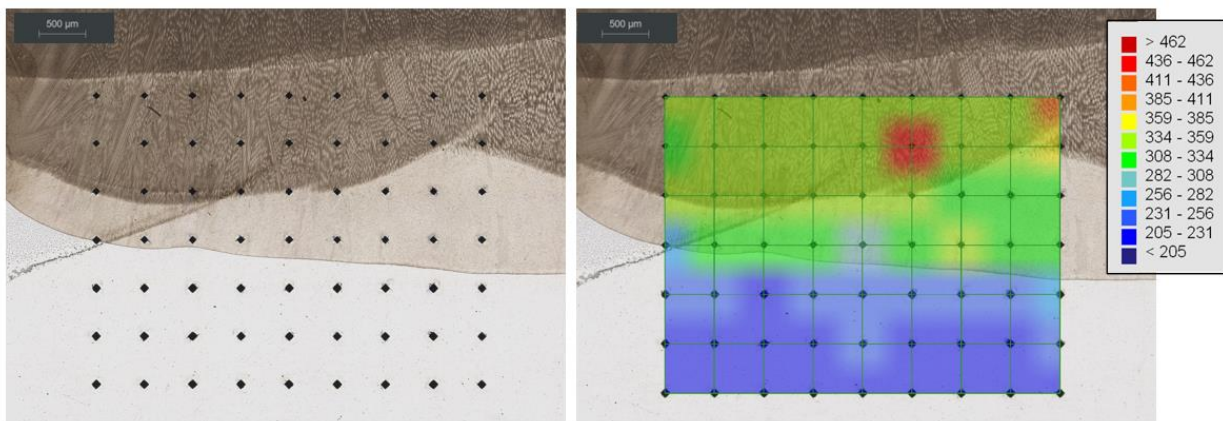 500 µm
500 µm
> 462
436 - 462
411 - 436
385 - 411
359 - 385
334 - 359
308 - 334
282 - 308
256 - 282
231 - 256
205 - 231
< 205